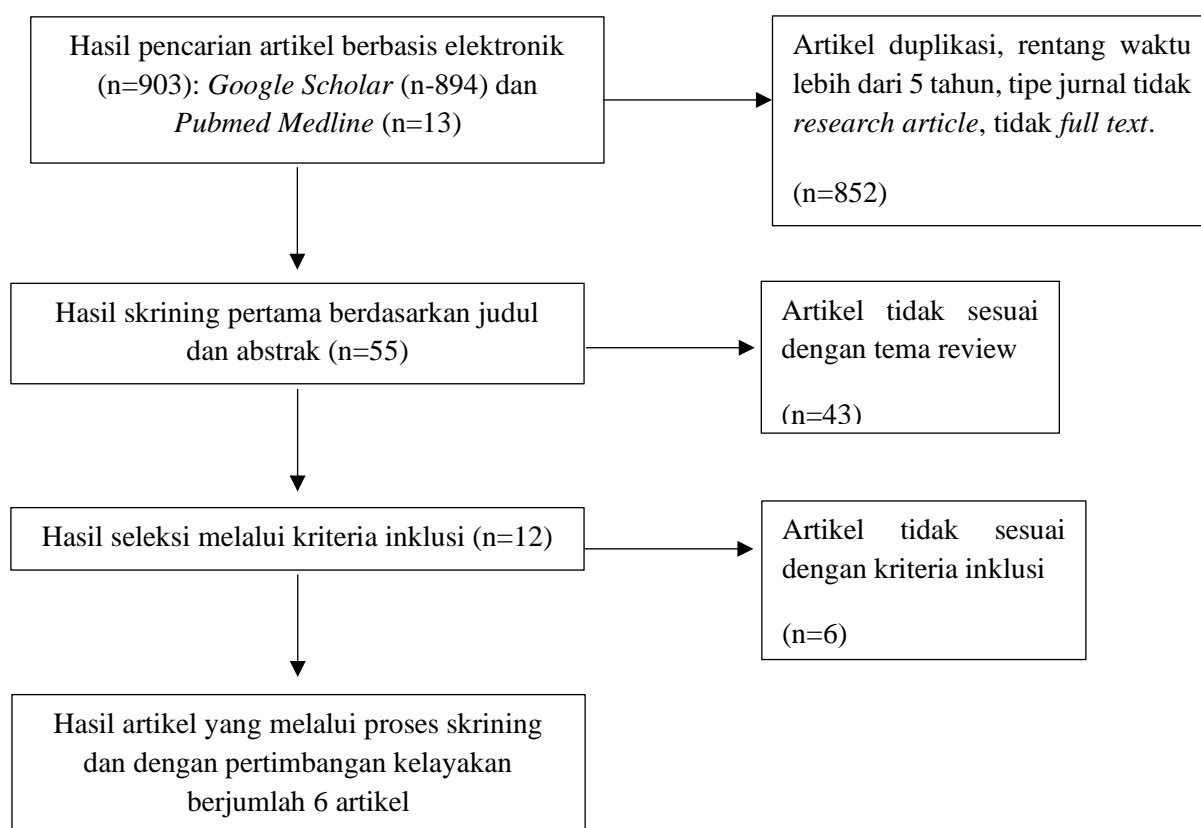 Hasil pencarian artikel berbasis elektronik
(n=903): Google Scholar (n-894) dan
Pubmed Medline (n=13)
Artikel duplikasi, rentang waktu
lebih dari 5 tahun, tipe jurnal tidak
research article, tidak full text.
(n=852)
Hasil skrining pertama berdasarkan judul
dan abstrak (n=55)
Artikel tidak sesuai
dengan tema review
(n=43)
Hasil seleksi melalui kriteria inklusi (n=12)
Artikel tidak sesuai
dengan kriteria inklusi
(n=6)
Hasil artikel yang melalui proses skrining
dan dengan pertimbangan kelayakan
berjumlah 6 artikel